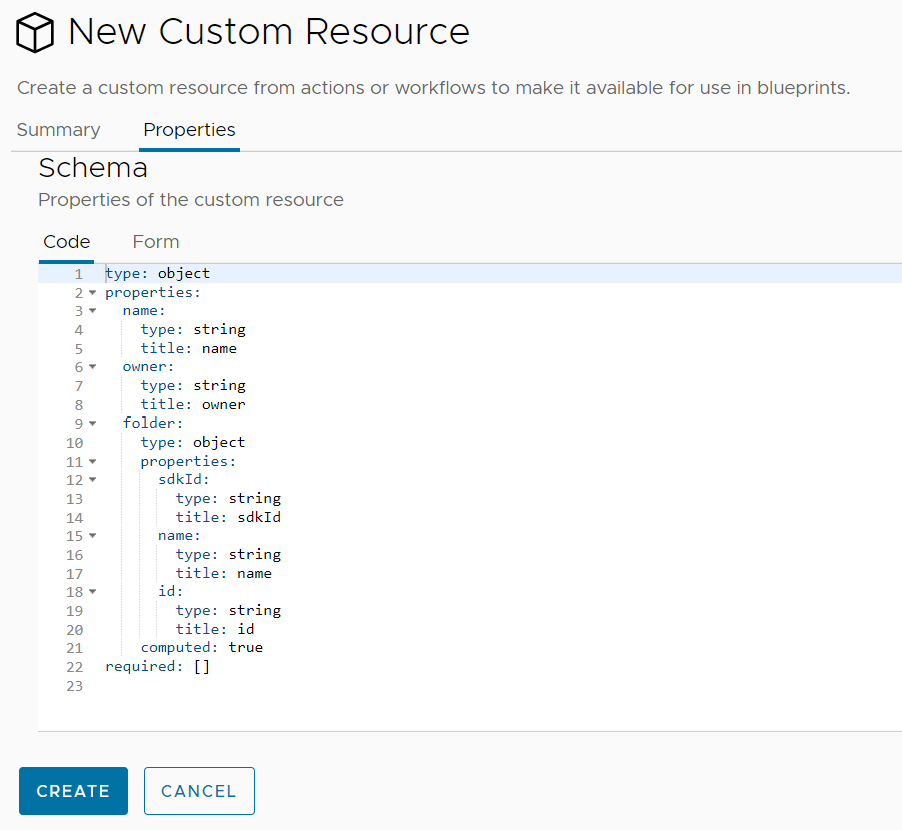 New Custom Resource
Create a custom resource from actions or workflows to make it available for use in blueprints.
Summary Properties
Schema
Properties of the custom resource
Code Form
1 type: object
2 properties:
3   name:
4     type: string
5     title: name
6   owner:
7     type: string
8     title: owner
9   folder:
10     type: object
11     properties:
12       sdkId:
13         type: string
14         title: sdkId
15       name:
16         type: string
17         title: name
18       id:
19         type: string
20         title: id
21     computed: true
22 required: []
23
CREATE CANCEL